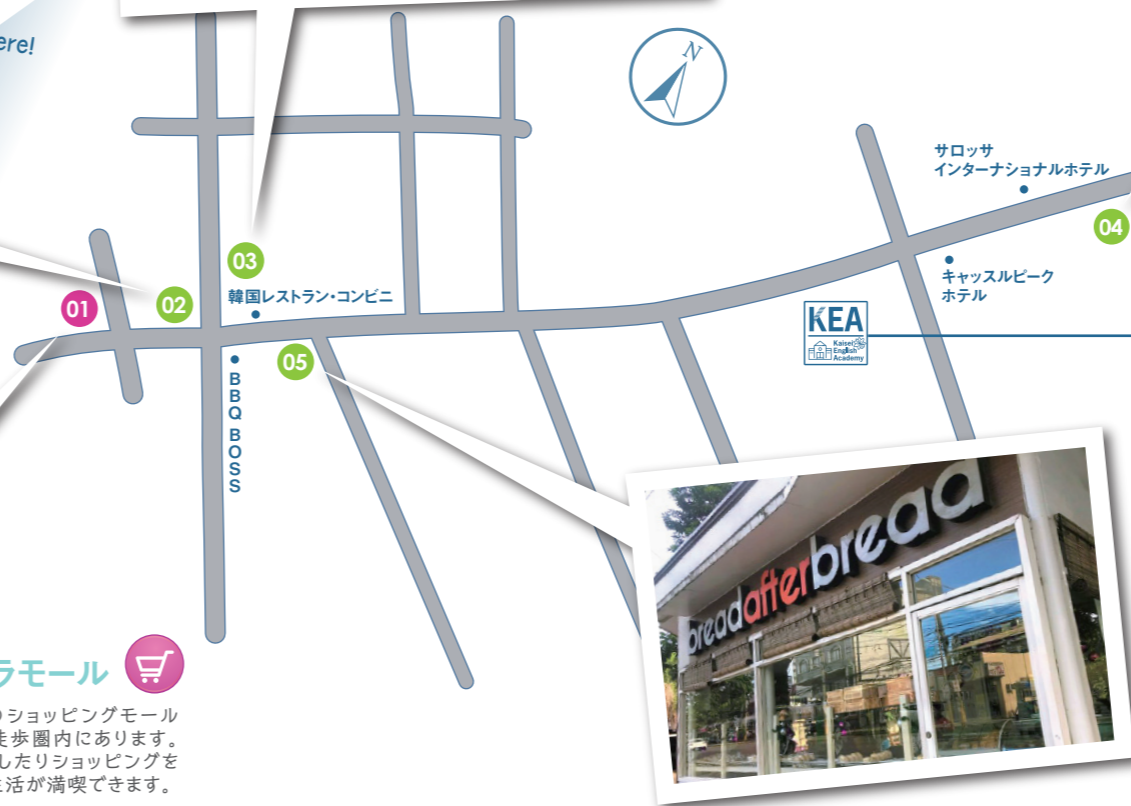 ere!
N
サロッサ
インターナショナルホテル
04
キャッスルピーク
ホテル
03
韓国レストラン・コンビニ
02
01
05
BBQ BOSS
KEA
Kaisei
English
Academy
breadafterbread
ラモール
のショッピングモール
徒歩圏内にあります。
したりショッピングを
生活が満喫できます。